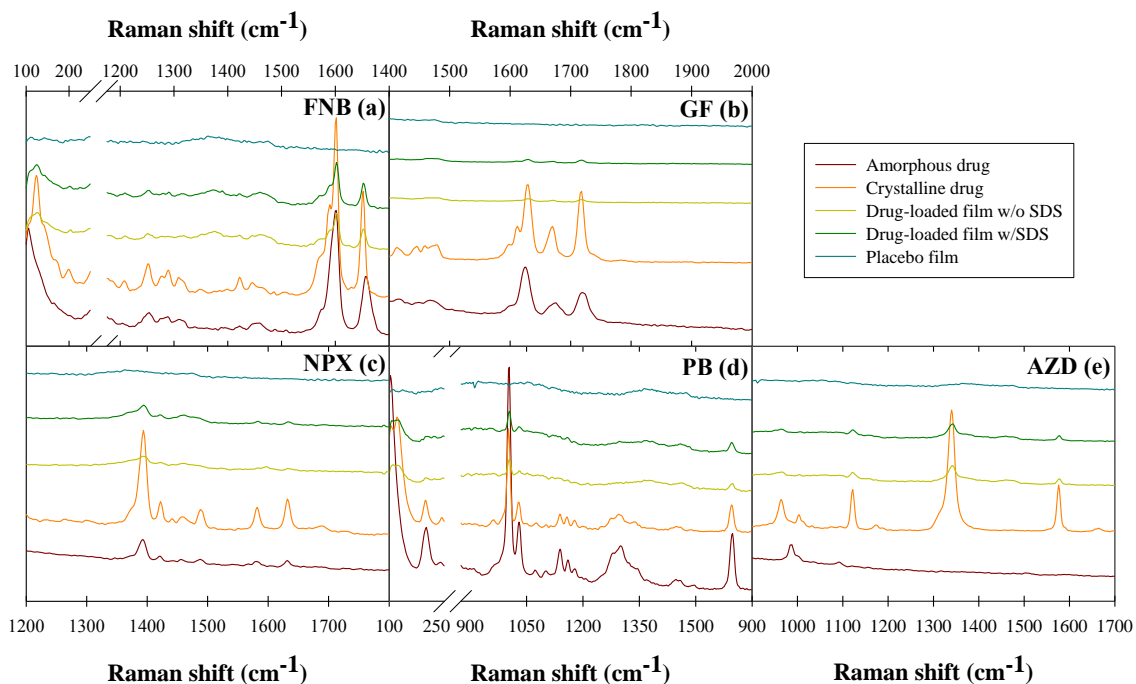 Raman shift (cm-1) Raman shift (cm-1)
100 200 1200 1300 1400 1500 1600 1400 1500 1600 1700 1800 1900 2000
FNB (a) GF (b)
Amorphous drug
Crystalline drug
Drug-loaded film w/o SDS
Drug-loaded film w/SDS
Placebo film
NPX (c) PB (d) AZD (e)
1200 1300 1400 1500 1600 1700 100 250 900 1050 1200 1350 1500 900 1000 1100 1200 1300 1400 1500 1600 1700
Raman shift (cm-1) Raman shift (cm-1) Raman shift (cm-1)